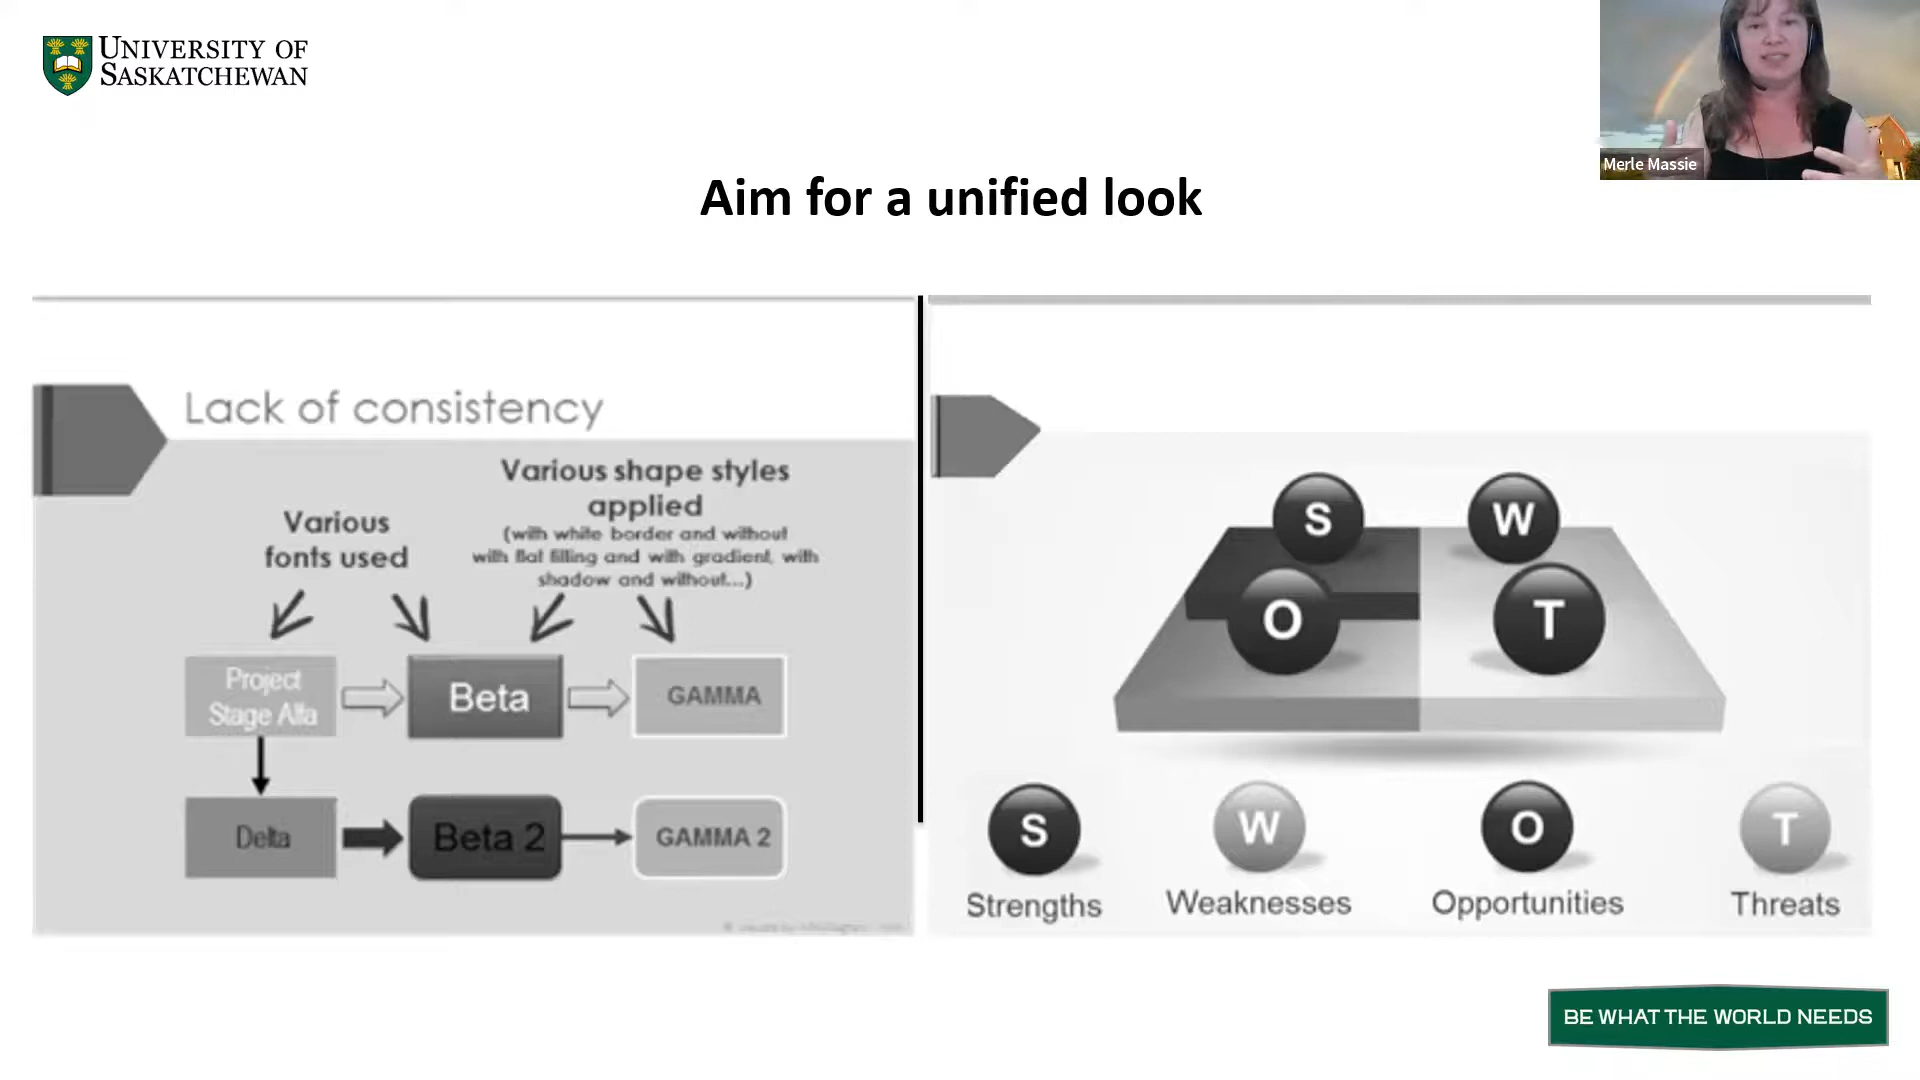 UNIVERSITY OF
SASKATCHEWAN
Merle Massie
Aim for a unified look
Lack of consistency
Various
fonts used
Various shape styles
applied
(with white border and without
with flat filling and with gradient, with
shadow and without...)
Project
Stage Alfa
Beta
GAMMA
Delta
Beta 2
GAMMA 2
S
W
O
T
S
W
O
T
Strengths
Weaknesses
Opportunities
Threats
BE WHAT THE WORLD NEEDS